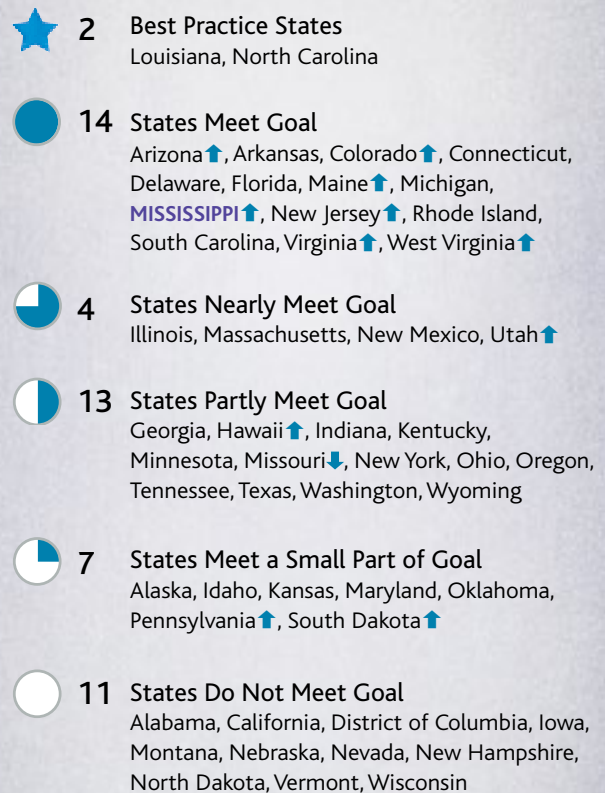 2 Best Practice States
Louisiana, North Carolina
14 States Meet Goal
Arizona⬆, Arkansas, Colorado⬆, Connecticut,
Delaware, Florida, Maine⬆, Michigan,
MISSISSIPPI⬆, New Jersey⬆, Rhode Island,
South Carolina, Virginia⬆, West Virginia⬆
4 States Nearly Meet Goal
Illinois, Massachusetts, New Mexico, Utah⬆
13 States Partly Meet Goal
Georgia, Hawaii⬆, Indiana, Kentucky,
Minnesota, Missouri⬇, New York, Ohio, Oregon,
Tennessee, Texas, Washington, Wyoming
7 States Meet a Small Part of Goal
Alaska, Idaho, Kansas, Maryland, Oklahoma,
Pennsylvania⬆, South Dakota⬆
11 States Do Not Meet Goal
Alabama, California, District of Columbia, Iowa,
Montana, Nebraska, Nevada, New Hampshire,
North Dakota, Vermont, Wisconsin